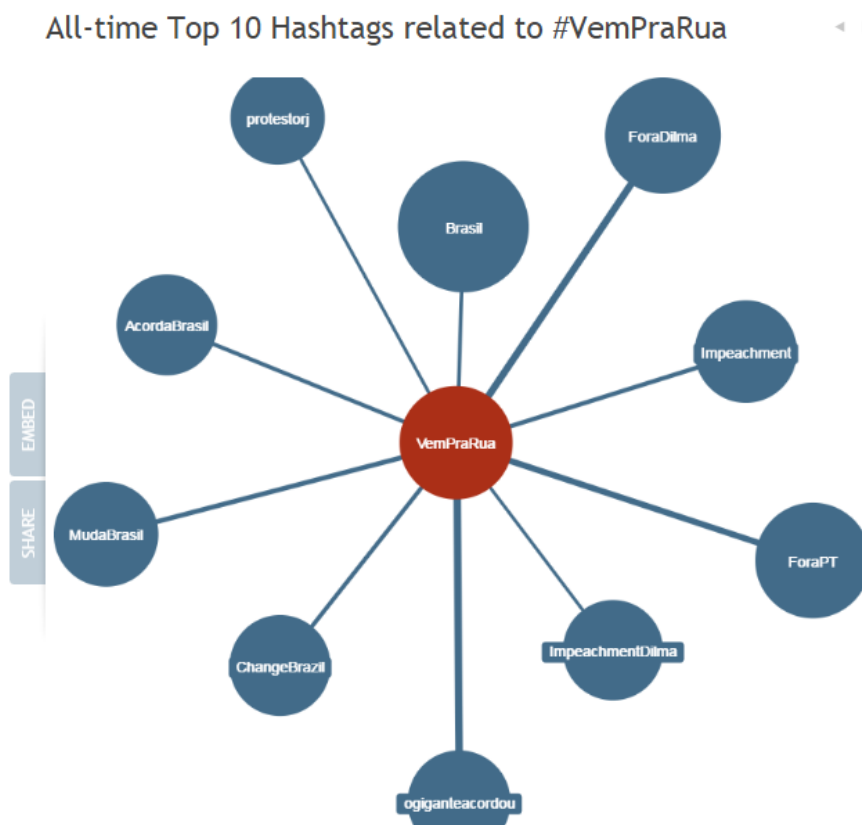 All-time Top 10 Hashtags related to #VemPraRua
protestorj
ForaDilma
Brasil
AcordaBrasil
Impeachment
EMBED
VemPraRua
SHARE
MudaBrasil
ForaPT
ChangeBrazil
ImpeachmentDilma
ogiganteacordou